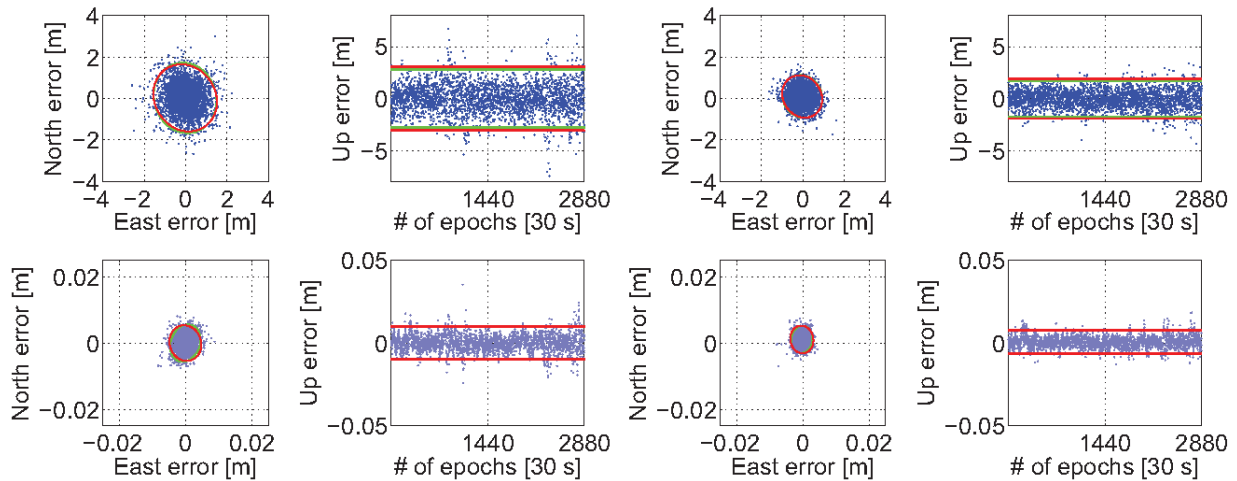 4
2
0
−2
−4
North error [m]
−4 −2 0 2 4
East error [m]
5
0
−5
Up error [m]
1440 2880
# of epochs [30 s]
4
2
0
−2
−4
North error [m]
−4 −2 0 2 4
East error [m]
5
0
−5
Up error [m]
1440 2880
# of epochs [30 s]
0.02
0
−0.02
North error [m]
−0.02 0 0.02
East error [m]
0.05
0
−0.05
Up error [m]
1440 2880
# of epochs [30 s]
0.02
0
−0.02
North error [m]
−0.02 0 0.02
East error [m]
0.05
0
−0.05
Up error [m]
1440 2880
# of epochs [30 s]